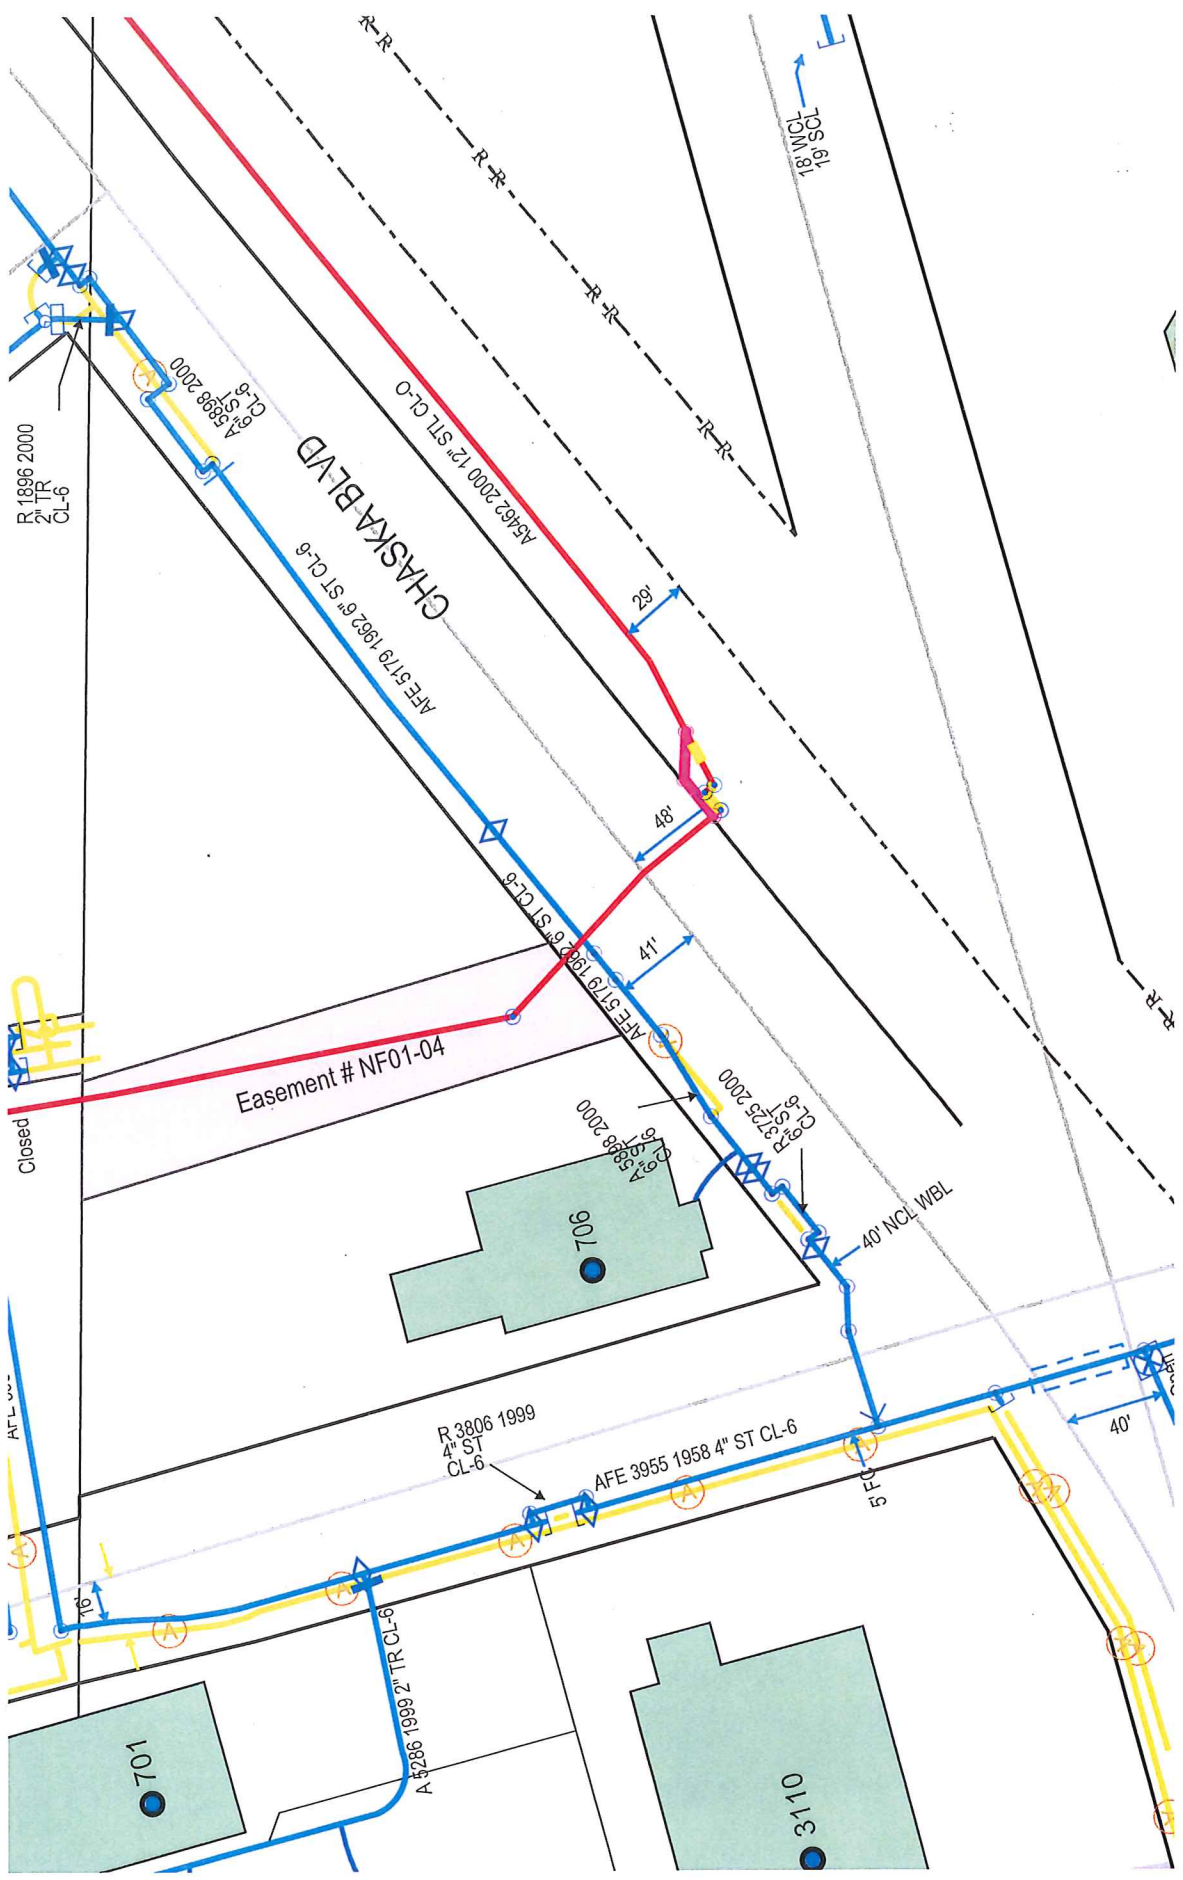 R R
R R
R R
R R
18' WCL
19' SCL
R 1896 2000
2" TR
CL-6
A
A 5898 2000
6" ST
CL-6
CHASKA BLVD
A5462 2000 12" STL CL-O
AFE 5179 1962 6" ST CL-6
29'
48'
AFE 5179 1962 6" ST CL-6
41'
Easement # NF01-04
Closed
A 5898 2000
6" ST
CL-6
R 3725 2000
6" ST
CL-6
R R
706
40' NCL WBL
R 3806 1999
4" ST
CL-6
AFE 3955 1958 4" ST CL-6
40'
A
A
A
A
A
A
5 FC
16'
A 5286 1999 2" TR CL-6
701
3110
A